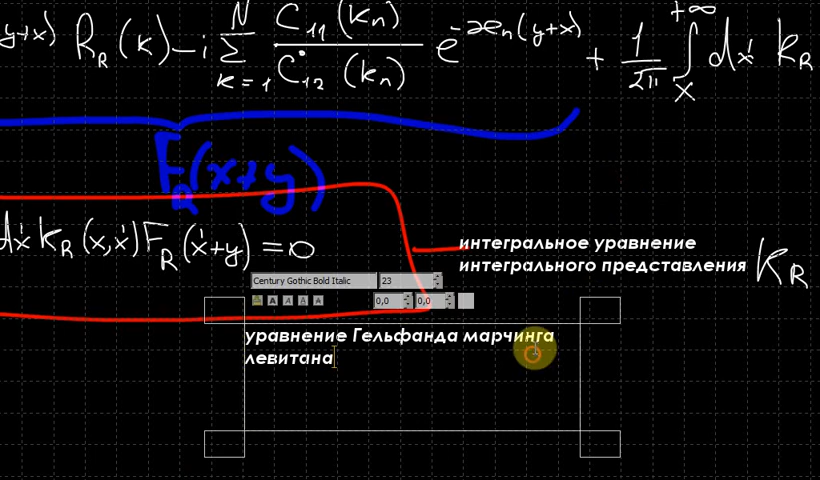 y+x) R_R(k) – i N Σ k=1 C_11(k_n) / C_12(k_n) e^{-æ_n(y+x)} + 1/2π ∫_x^{+∞} dx' k_R
F_R(x+y)
dx' K_R(x,x') F_R(x'+y) = 0
интегральное уравнение
интегрального представления K_R
Century Gothic Bold Italic 23
A A A A A 0,0 0,0
уравнение Гельфанда марчинга
левитана